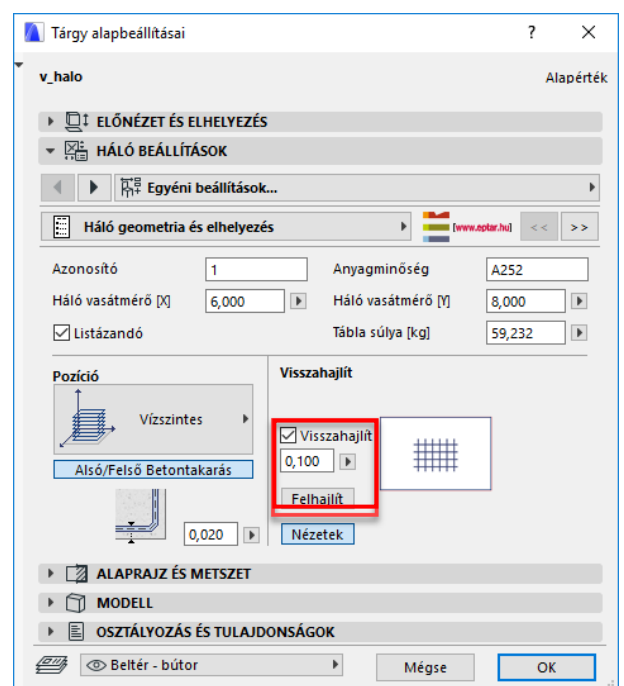 Tárgy alapbeállításai ? ×
v_halo Alapérték
ELŐNÉZET ÉS ELHELYEZÉS
HÁLÓ BEÁLLÍTÁSOK
Egyéni beállítások...
Háló geometria és elhelyezés [www.eptar.hu] << >>
Azonosító 1 Anyagminőség A252
Háló vasátmérő [X] 6,000 Háló vasátmérő [Y] 8,000
Listázandó Tábla súlya [kg] 59,232
Pozíció Visszahajlít
Vízszintes
Visszahajlít
0,100
Alsó/Felső Betontakarás
Felhajlít
0,020 Nézetek
ALAPRAJZ ÉS METSZET
MODELL
OSZTÁLYOZÁS ÉS TULAJDONSÁGOK
Beltér - bútor Mégse OK